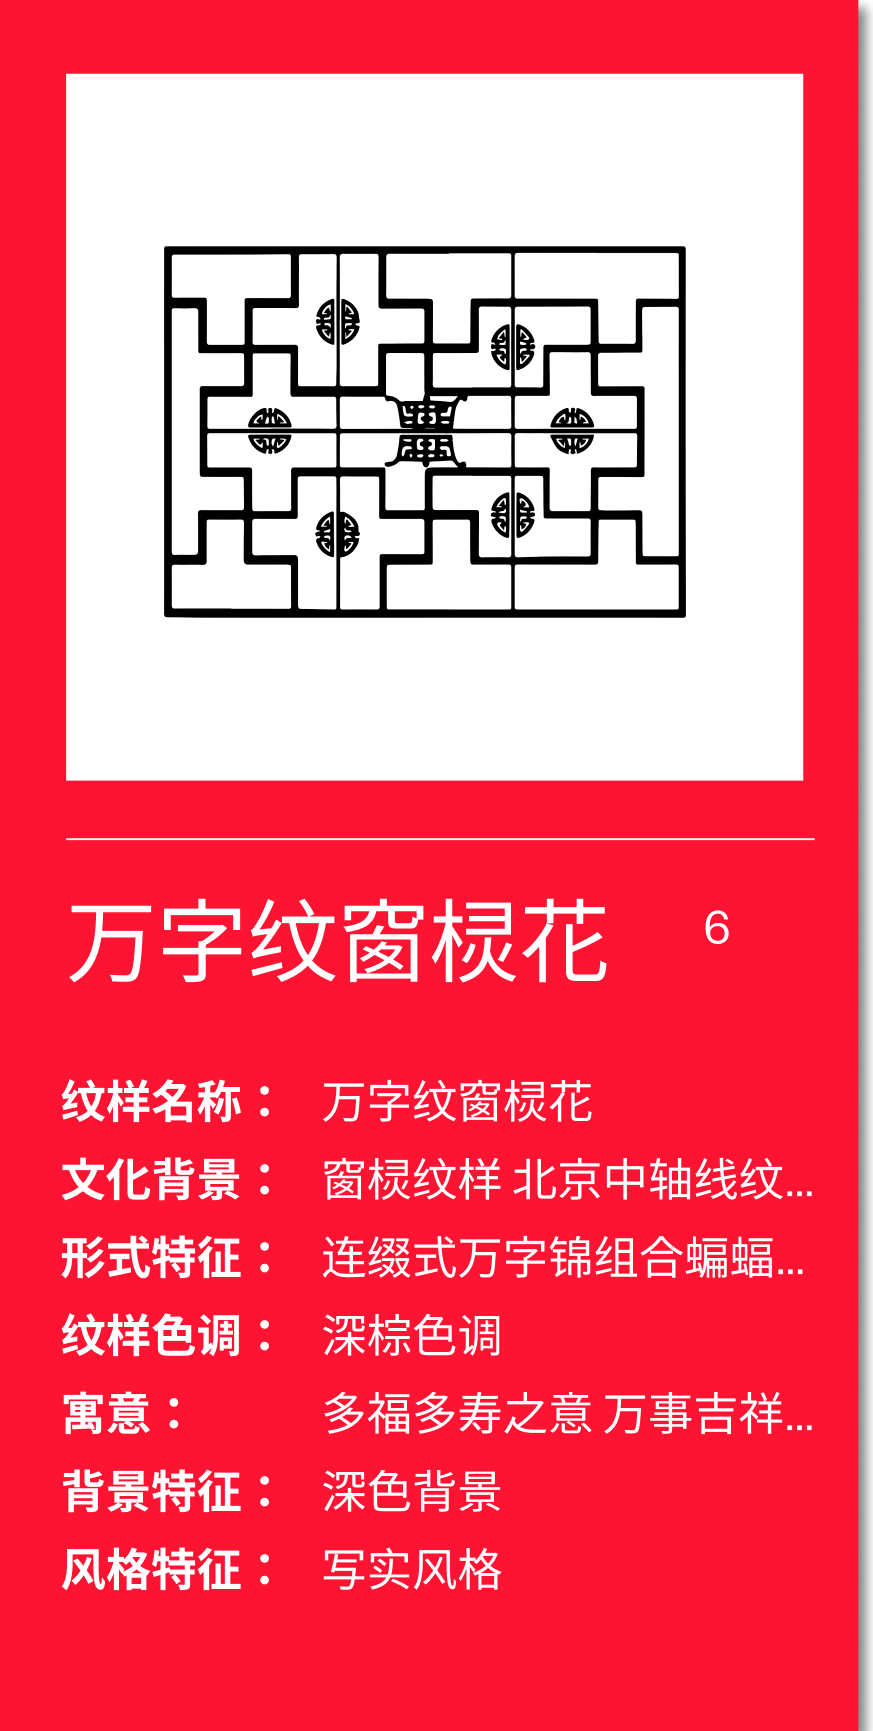 万字纹窗棂花
6
纹样名称： 万字纹窗棂花
文化背景： 窗棂纹样 北京中轴线纹...
形式特征： 连缀式万字锦组合蝙蝠...
纹样色调： 深棕色调
寓意： 多福多寿之意 万事吉祥...
背景特征： 深色背景
风格特征： 写实风格